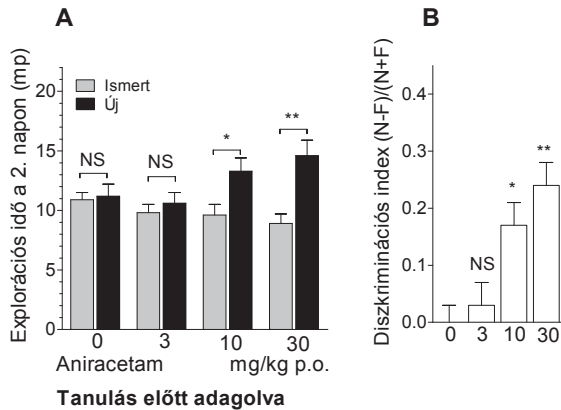 A
Explorációs idő a 2. napon (mp)
20
15
10
5
0
Ismert
Új
NS
NS
*
**
0
3
10
30
Aniracetam
mg/kg p.o.
Tanulás előtt adagolva
B
Diszkriminációs index (N-F)/(N+F)
0.4
0.3
0.2
0.1
0.0
NS
*
**
0
3
10
30